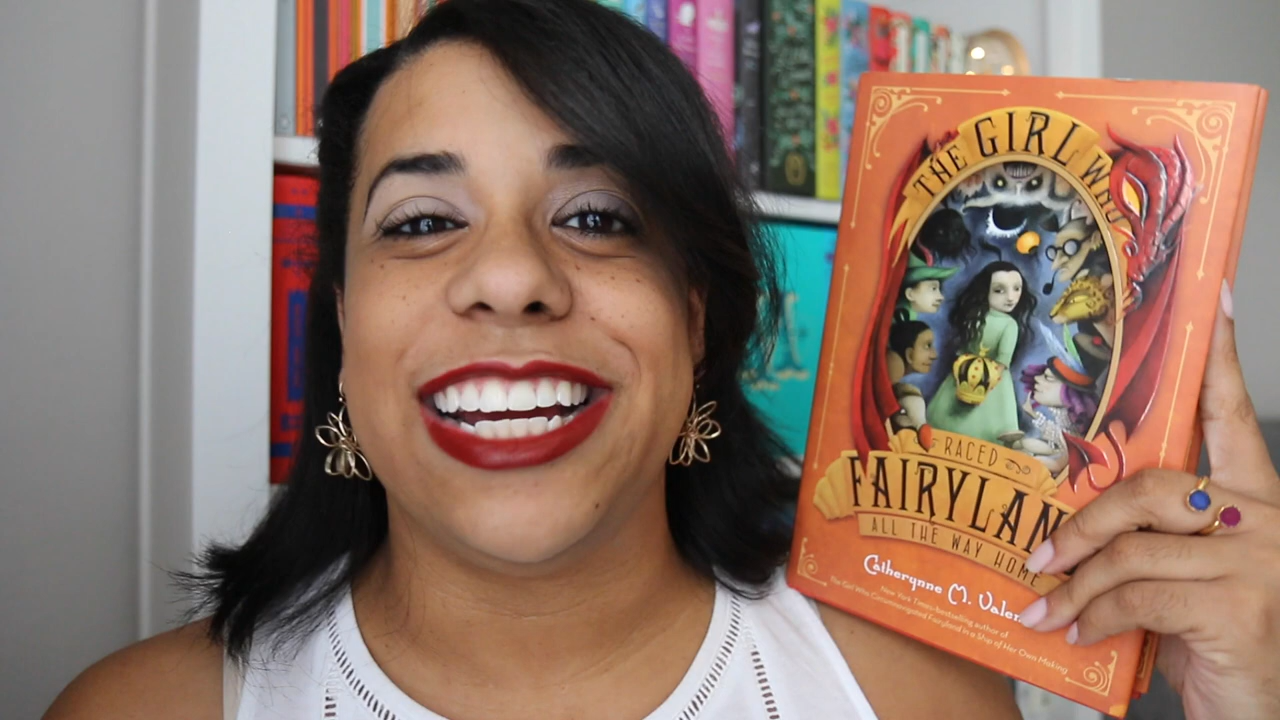 THE GIRL WHO
RACED
FAIRYLAN
ALL THE WAY HOME
Catherynne M. Valen
New York Times-bestselling author of
The Girl Who Circumnavigated Fairyland in a Ship of Her Own Making